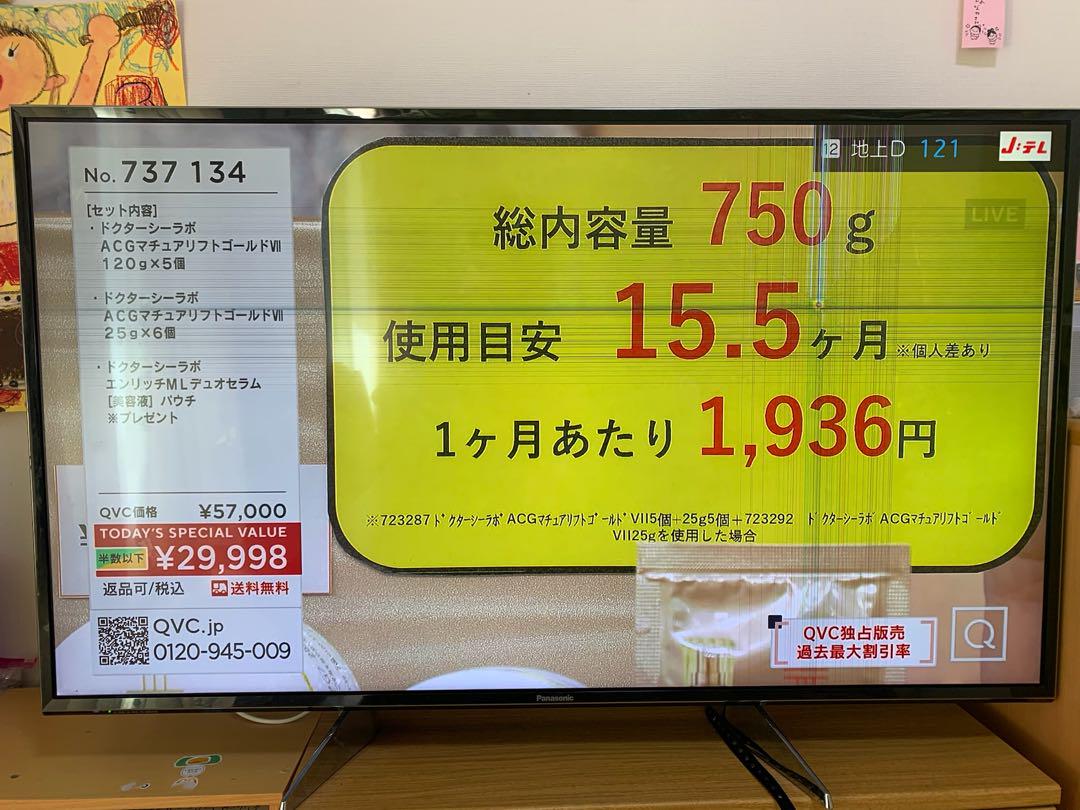 No. 737 134
[セット内容]
・ドクターシーラボ
ACGマチュアリフトゴールドⅦ
120g×5個
・ドクターシーラボ
ACGマチュアリフトゴールドⅦ
25g×6個
・ドクターシーラボ
エンリッチMLデュオセラム
[美容液] パウチ
※プレゼント
QVC価格 ¥57,000
TODAY'S SPECIAL VALUE
半数以下 ¥29,998
返品可/税込 送料無料
QVC.jp
0120-945-009
12 地上D 121
J:テレ
LIVE
総内容量 750g
使用目安 15.5ヶ月 ※個人差あり
1ヶ月あたり 1,936円
※723287 ドクターシーラボ ACGマチュアリフトゴールドVII5個+25g5個+723292 ドクターシーラボ ACGマチュアリフトゴールド
VII25gを使用した場合
QVC独占販売
過去最大割引率
Q
Panasonic